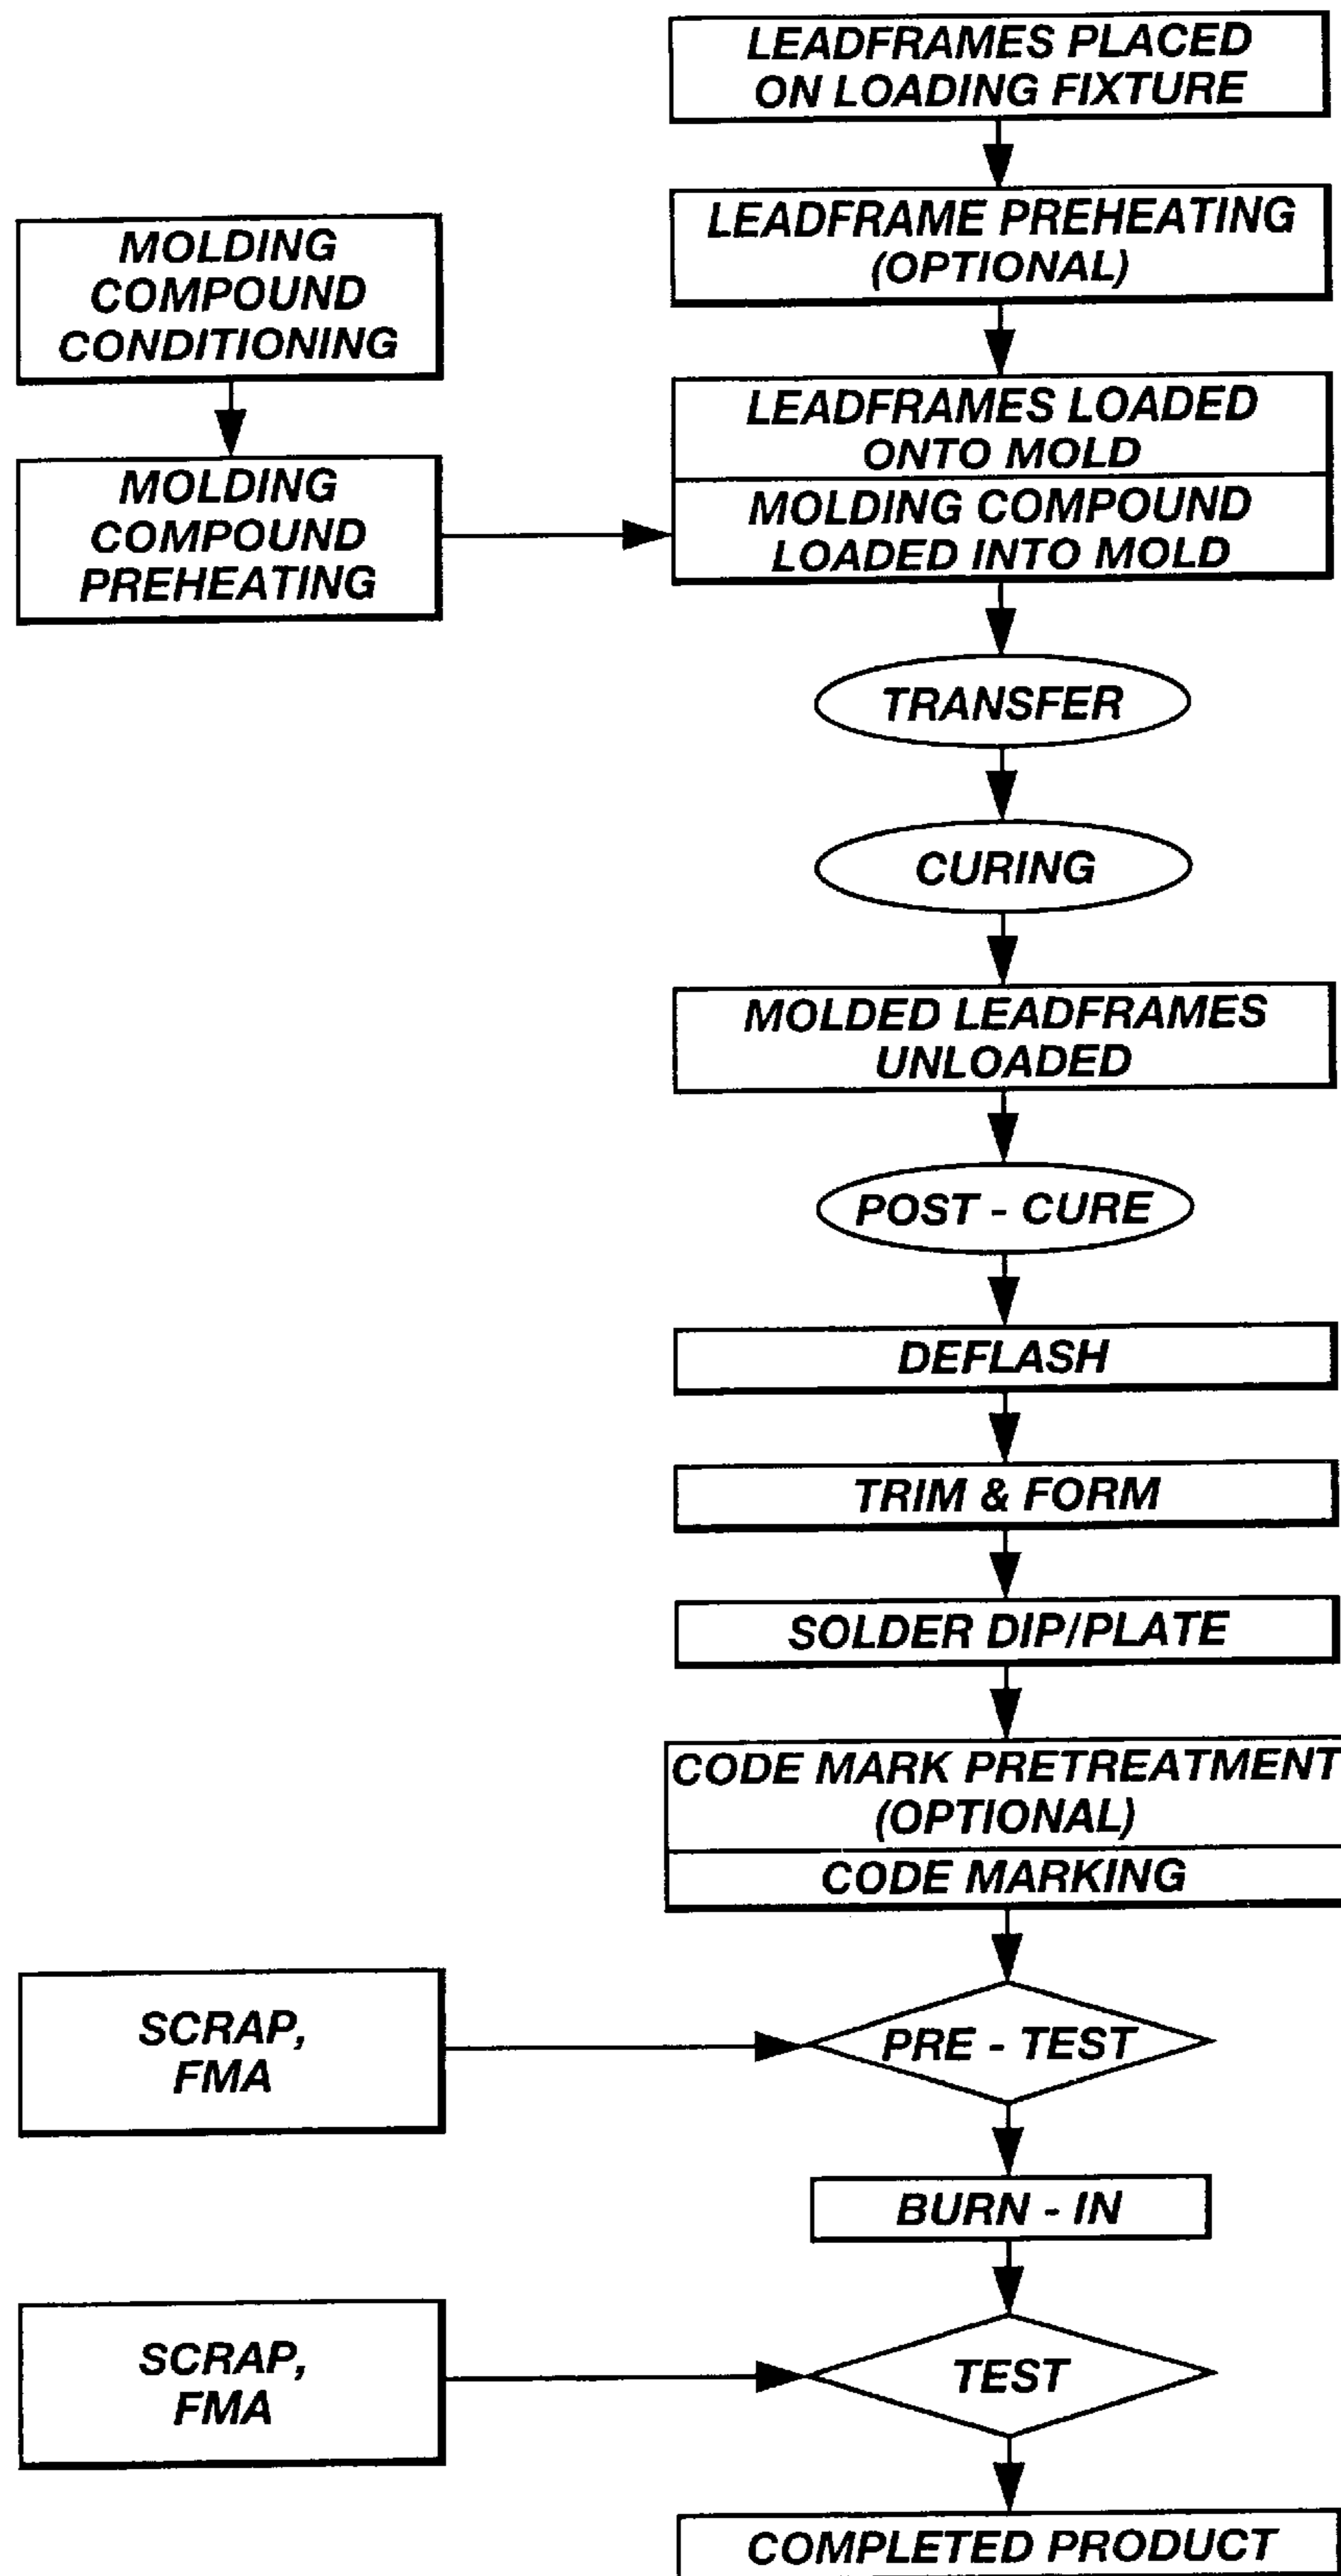 LEADFRAMES PLACED
ON LOADING FIXTURE
LEADFRAME PREHEATING
(OPTIONAL)
MOLDING
COMPOUND
CONDITIONING
LEADFRAMES LOADED
ONTO MOLD
MOLDING
COMPOUND
PREHEATING
MOLDING COMPOUND
LOADED INTO MOLD
TRANSFER
CURING
MOLDED LEADFRAMES
UNLOADED
POST - CURE
DEFLASH
TRIM & FORM
SOLDER DIP/PLATE
CODE MARK PRETREATMENT
(OPTIONAL)
CODE MARKING
SCRAP,
FMA
PRE - TEST
BURN - IN
SCRAP,
FMA
TEST
COMPLETED PRODUCT